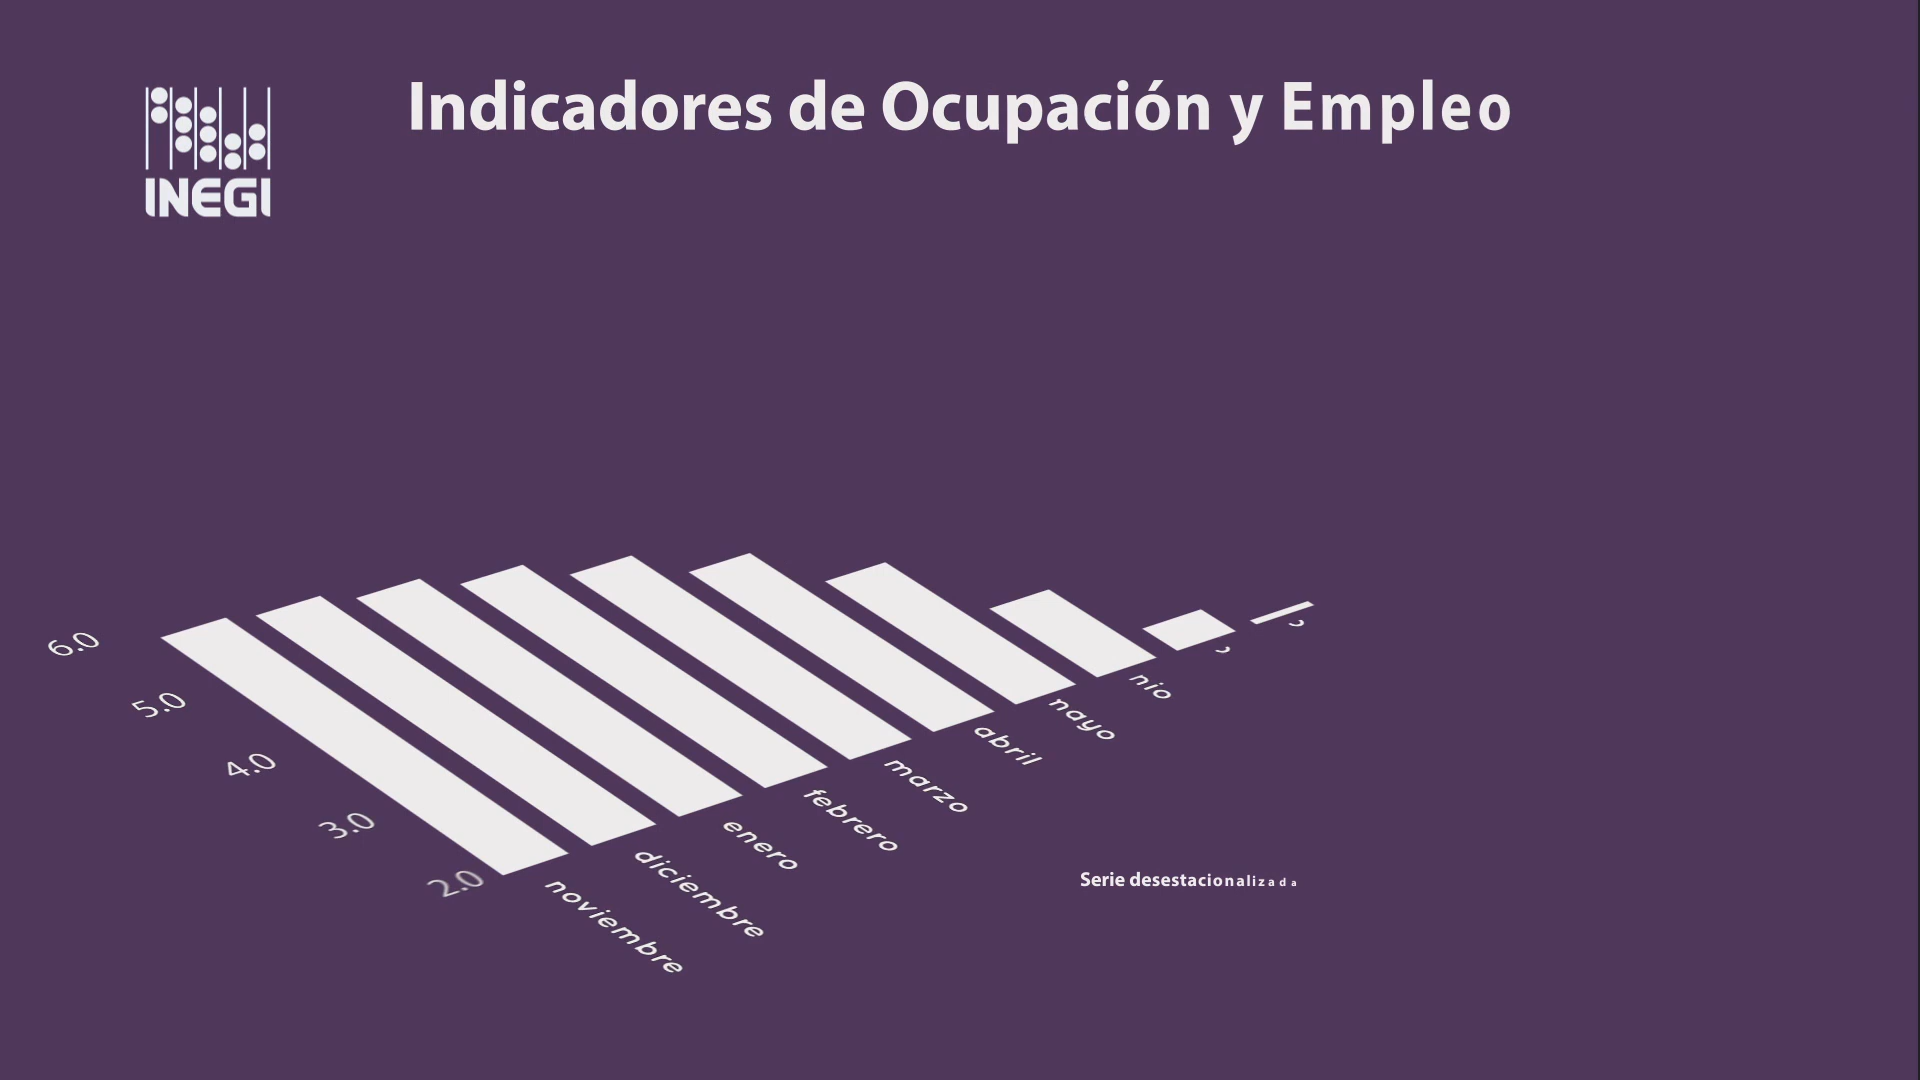 Indicadores de Ocupación y Empleo
INEGI
6.0
5.0
4.0
3.0
2.0
noviembre
diciembre
enero
febrero
marzo
abril
nayo
nio
Serie desestacionalizada